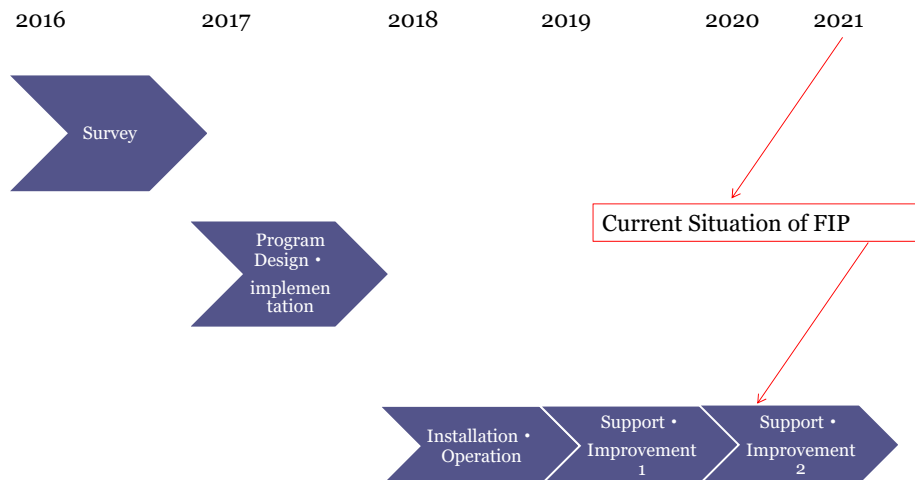 2016 2017 2018 2019 2020 2021
Survey
Current Situation of FIP
Program
Design・
implemen
tation
Installation・
Operation
Support・
Improvement
1
Support・
Improvement
2